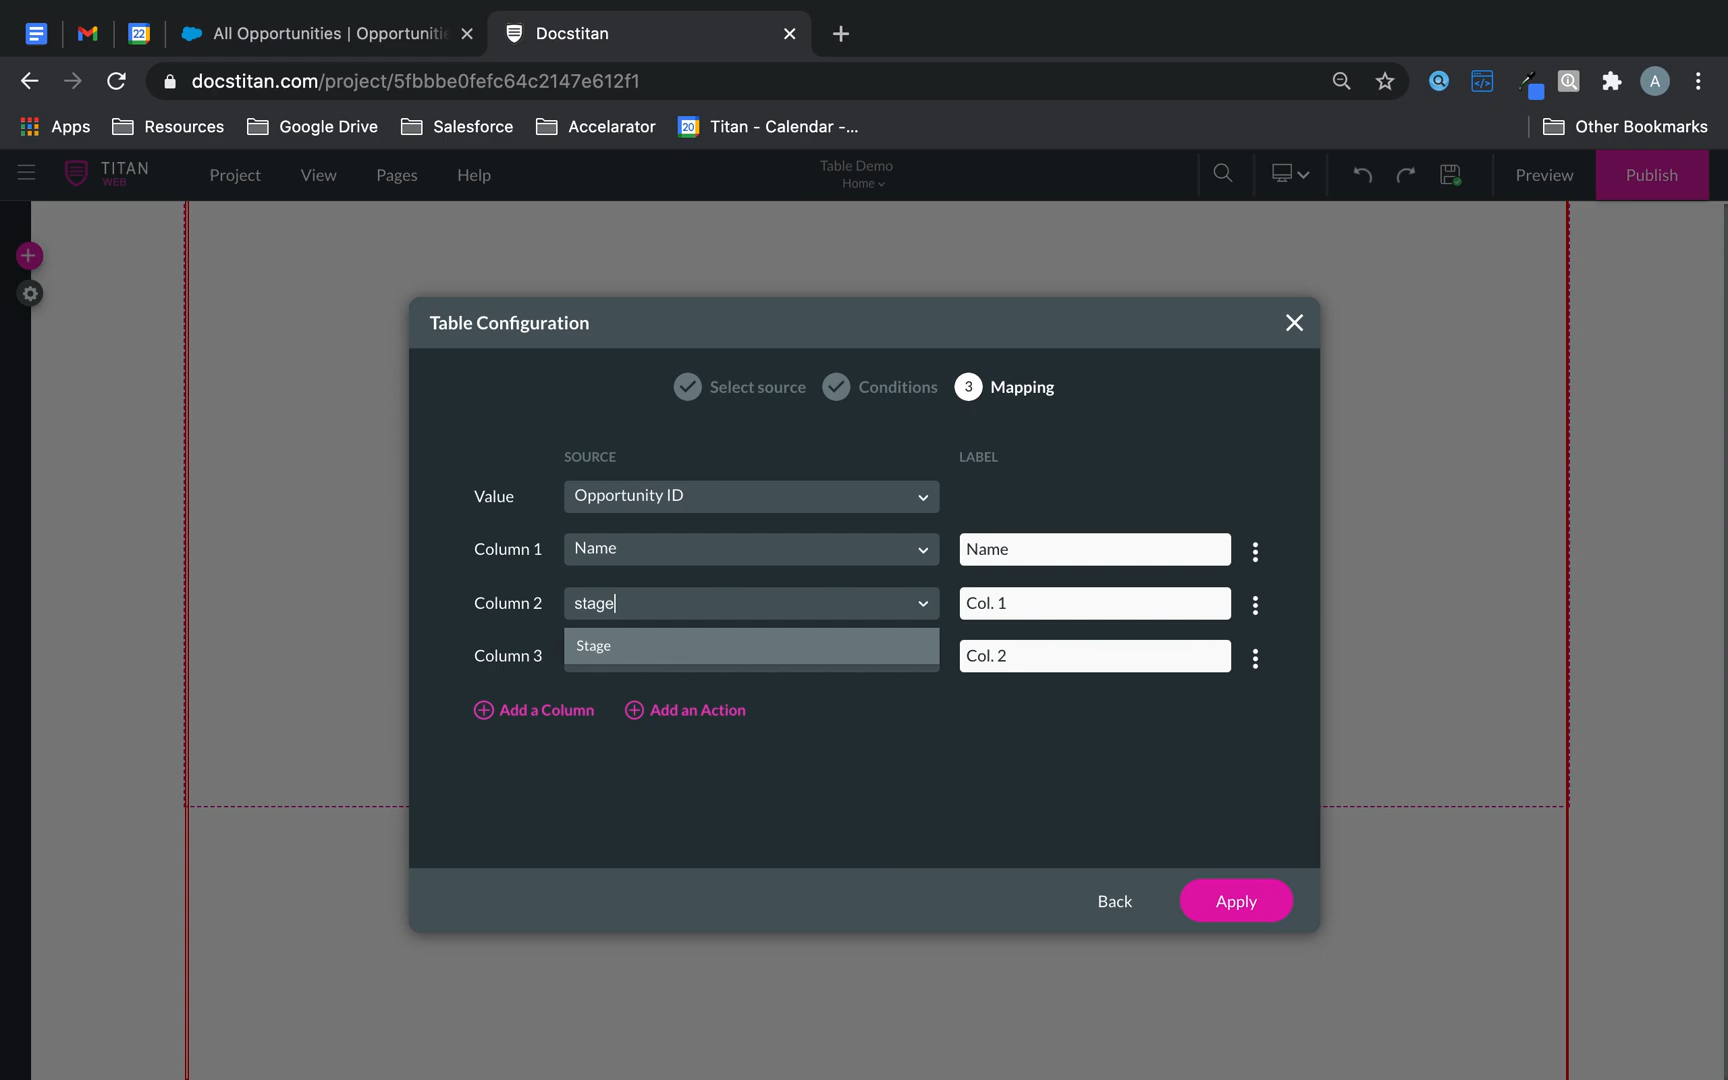 22
All Opportunities | Opportunitie
Docstitan
docstitan.com/project/5fbbbe0fefc64c2147e612f1
A
Apps
Resources
Google Drive
Salesforce
Accelarator
20
Titan - Calendar -...
Other Bookmarks
TITAN
WEB
Project
View
Pages
Help
Table Demo
Home
Preview
Publish
Table Configuration
Select source
Conditions
3
Mapping
SOURCE
LABEL
Value
Opportunity ID
Column 1
Name
Name
Column 2
stage
Col. 1
Stage
Column 3
Col. 2
Add a Column
Add an Action
Back
Apply